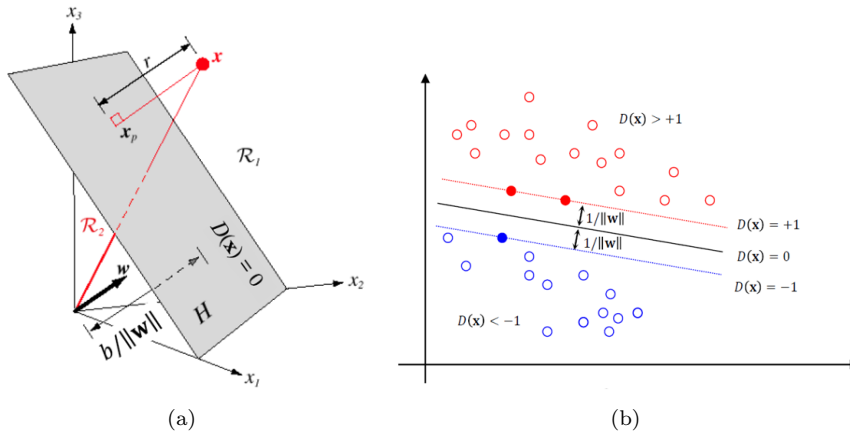 x₃
r
x
xₚ
ℛ₁
ℛ₂
D(x) = 0
w
x₂
H
b/‖w‖
x₁
(a)
D(x) > +1
1/‖w‖
D(x) = +1
1/‖w‖
D(x) = 0
D(x) = −1
D(x) < −1
(b)